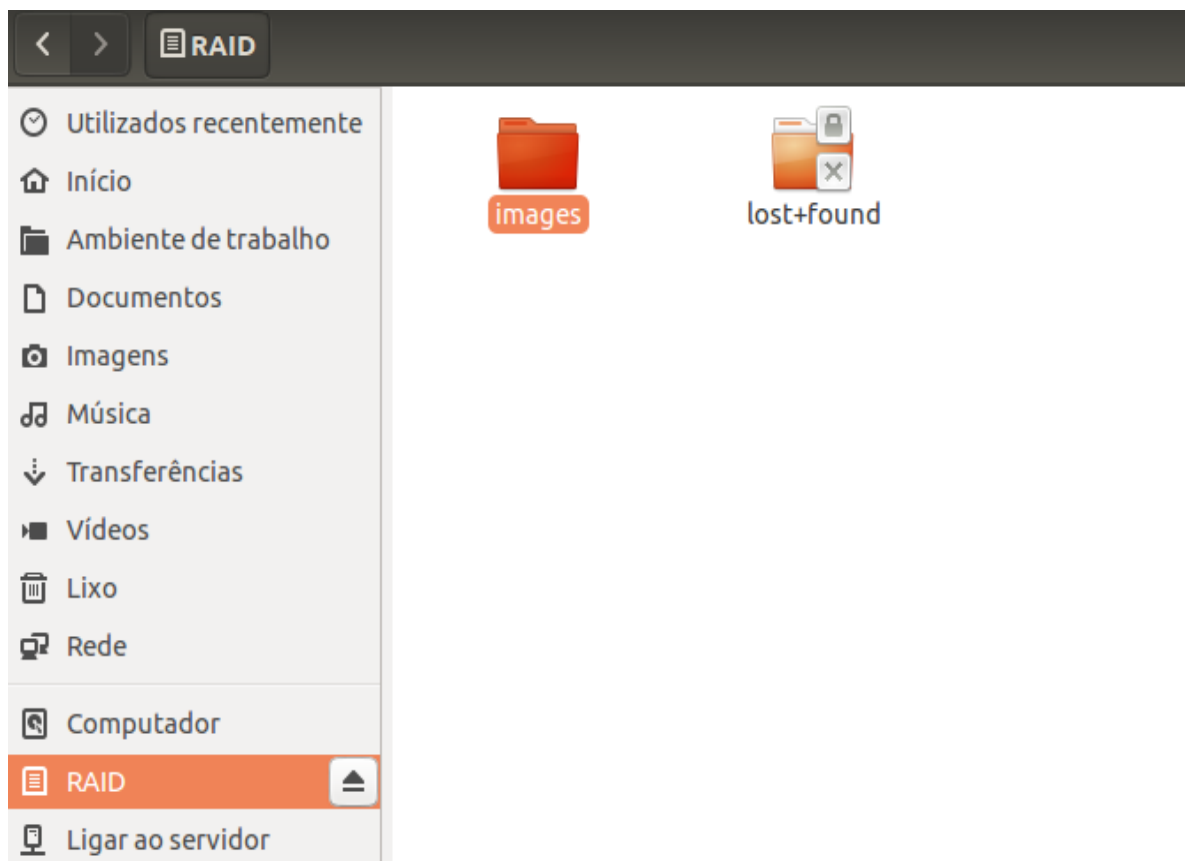 RAID
Utilizados recentemente
Início
Ambiente de trabalho
Documentos
Imagens
Música
Transferências
Vídeos
Lixo
Rede
Computador
RAID
Ligar ao servidor
images
lost+found